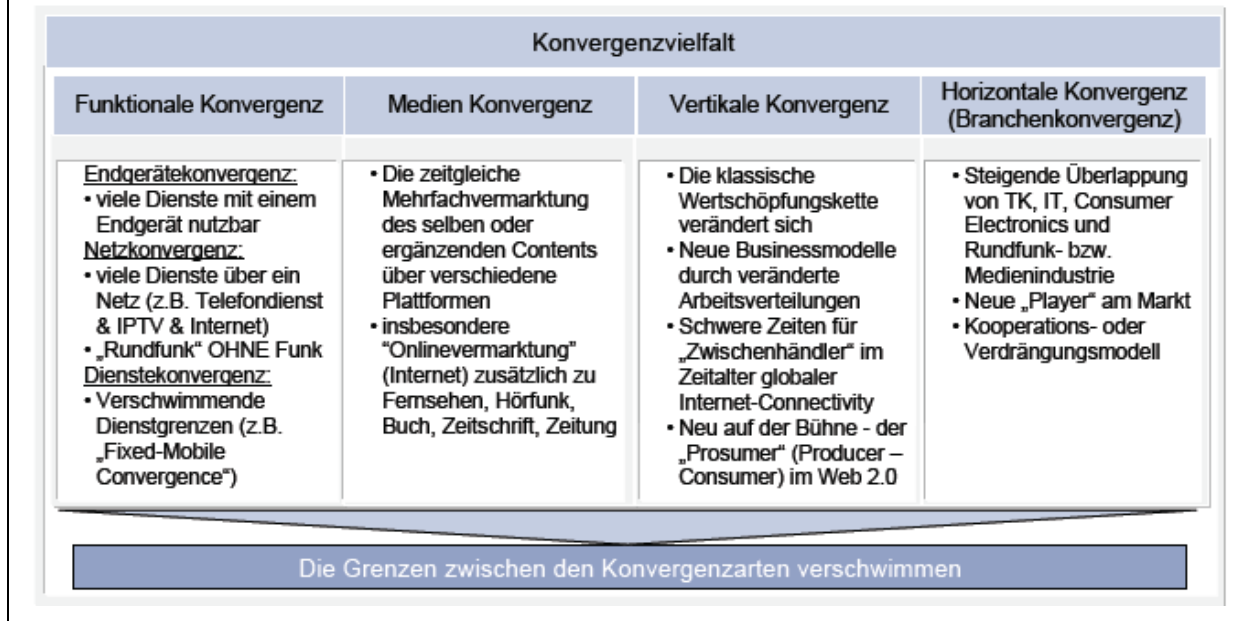 Konvergenzvielfalt
Funktionale Konvergenz
Medien Konvergenz
Vertikale Konvergenz
Horizontale Konvergenz
(Branchenkonvergenz)
Endgerätekonvergenz:
• viele Dienste mit einem
Endgerät nutzbar
Netzkonvergenz:
• viele Dienste über ein
Netz (z.B. Telefondienst
& IPTV & Internet)
• „Rundfunk“ OHNE Funk
Dienstekonvergenz:
• Verschwimmende
Dienstgrenzen (z.B.
„Fixed-Mobile
Convergence“)
• Die zeitgleiche
Mehrfachvermarktung
des selben oder
ergänzenden Contents
über verschiedene
Plattformen
• insbesondere
“Onlinevermarktung”
(Internet) zusätzlich zu
Fernsehen, Hörfunk,
Buch, Zeitschrift, Zeitung
• Die klassische
Wertschöpfungskette
verändert sich
• Neue Businessmodelle
durch veränderte
Arbeitsverteilungen
• Schwere Zeiten für
„Zwischenhändler“ im
Zeitalter globaler
Internet-Connectivity
• Neu auf der Bühne - der
„Prosumer“ (Producer –
Consumer) im Web 2.0
• Steigende Überlappung
von TK, IT, Consumer
Electronics und
Rundfunk- bzw.
Medienindustrie
• Neue „Player“ am Markt
• Kooperations- oder
Verdrängungsmodell
Die Grenzen zwischen den Konvergenzarten verschwimmen